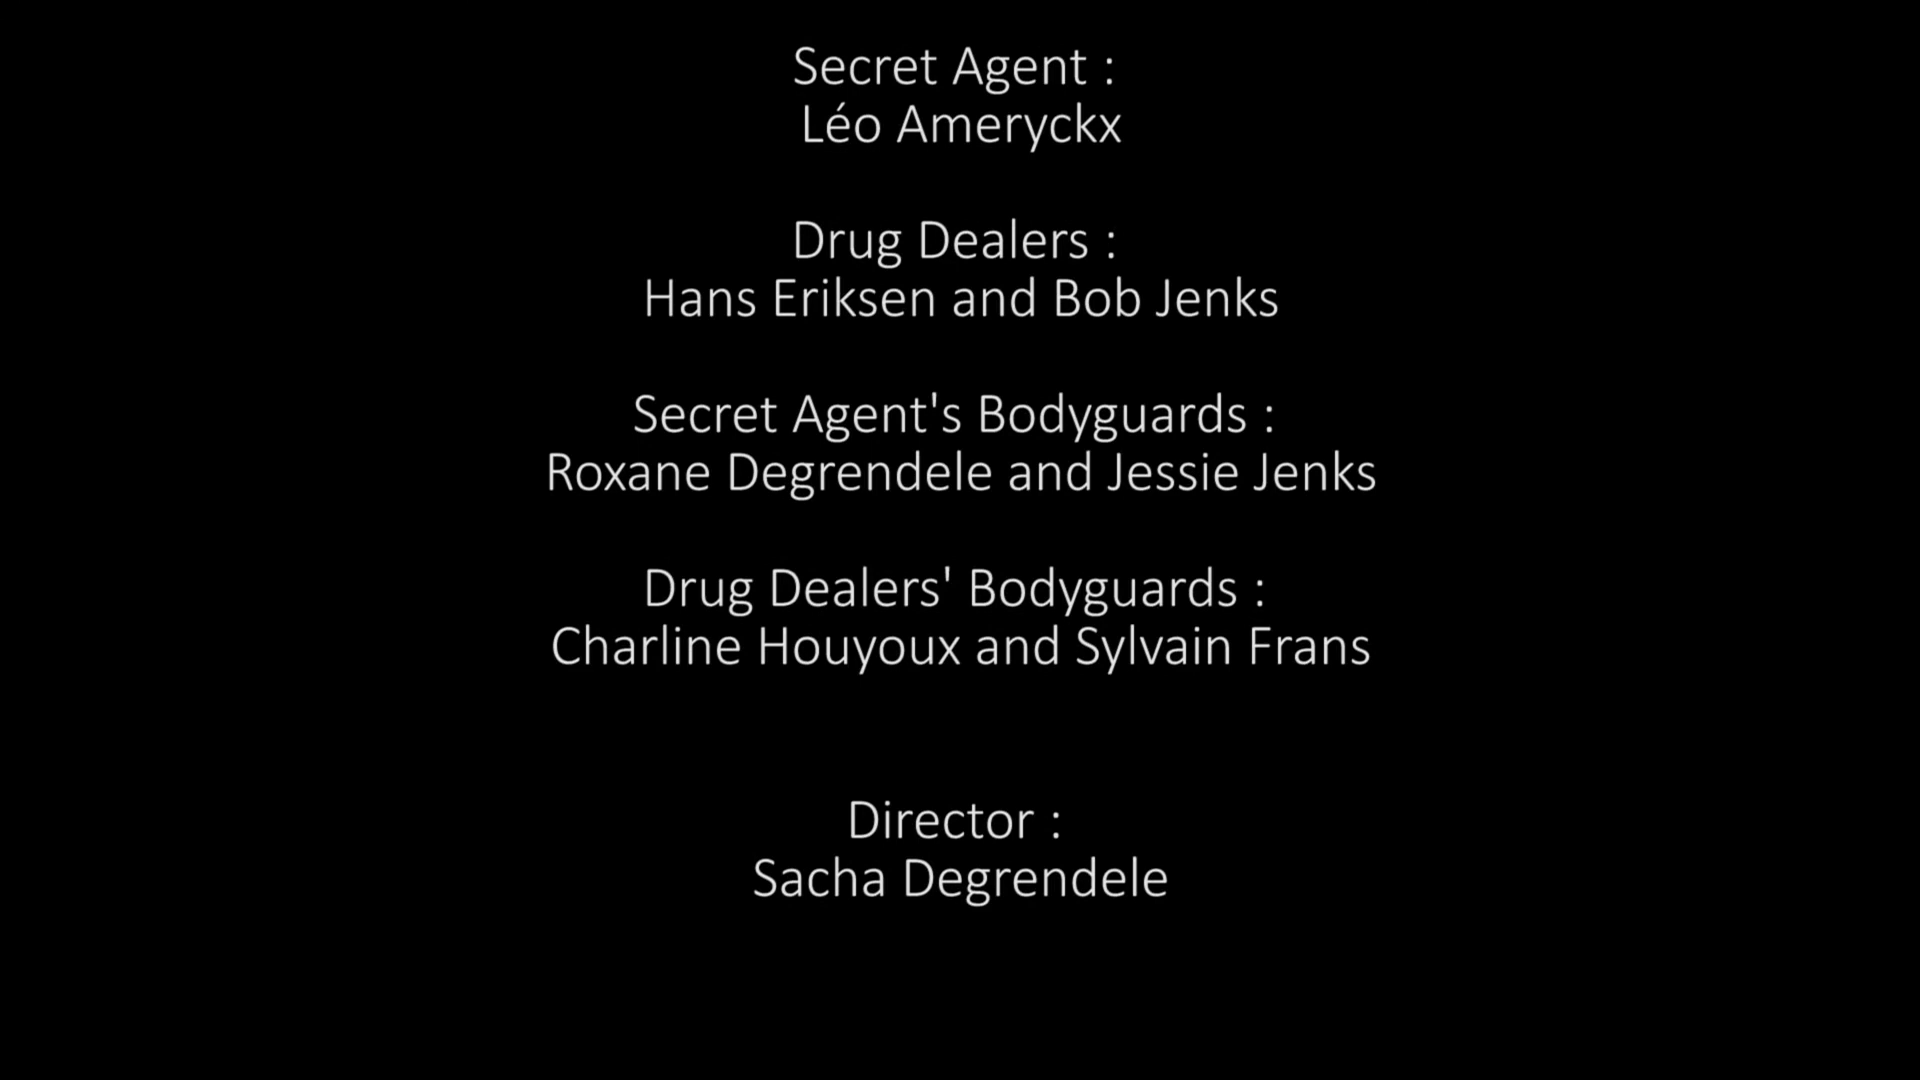 Secret Agent :
Léo Ameryckx
Drug Dealers :
Hans Eriksen and Bob Jenks
Secret Agent's Bodyguards :
Roxane Degrendele and Jessie Jenks
Drug Dealers' Bodyguards :
Charline Houyoux and Sylvain Frans
Director :
Sacha Degrendele